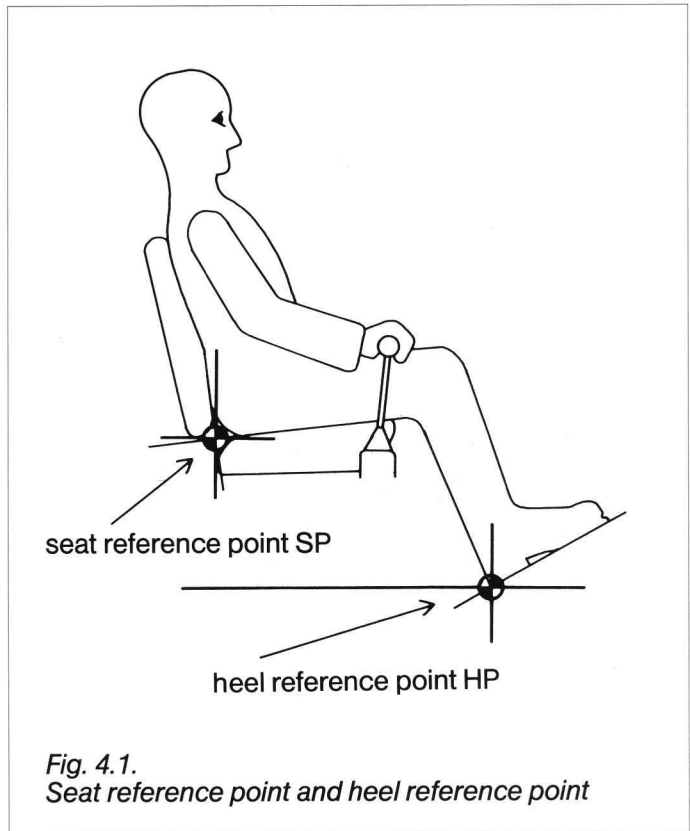 seat reference point SP
heel reference point HP
Fig. 4.1.
Seat reference point and heel reference point